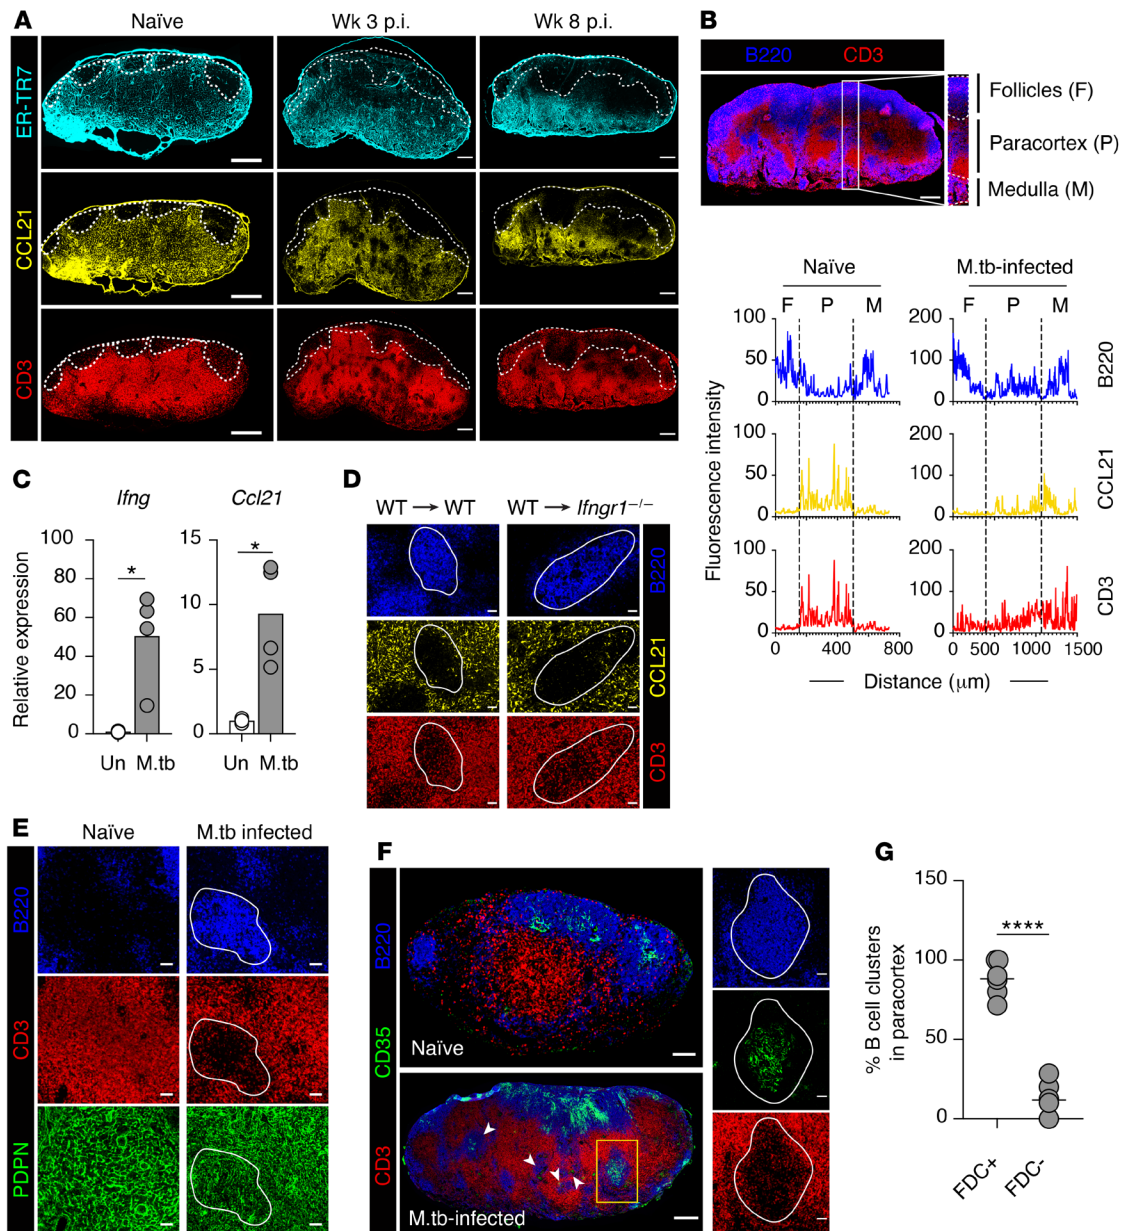 A
Naïve
Wk 3 p.i.
Wk 8 p.i.
ER-TR7
CCL21
CD3
B
B220
CD3
Follicles (F)
Paracortex (P)
Medulla (M)
Naïve
M.tb-infected
F P M
F P M
Fluorescence intensity
100
50
0
200
100
0
B220
100
50
0
200
100
0
CCL21
100
50
0
200
100
0
CD3
0 400 800
0 500 1000 1500
Distance (μm)
C
Ifng
Ccl21
Relative expression
100
80
60
40
20
0
*
Un M.tb
15
10
5
0
*
Un M.tb
D
WT → WT
WT → Ifngr1–/–
B220
CCL21
CD3
E
Naïve
M.tb infected
B220
CD3
PDPN
F
B220
CD35
CD3
Naïve
M.tb-infected
G
% B cell clusters
in paracortex
150
100
50
0
****
FDC+
FDC-